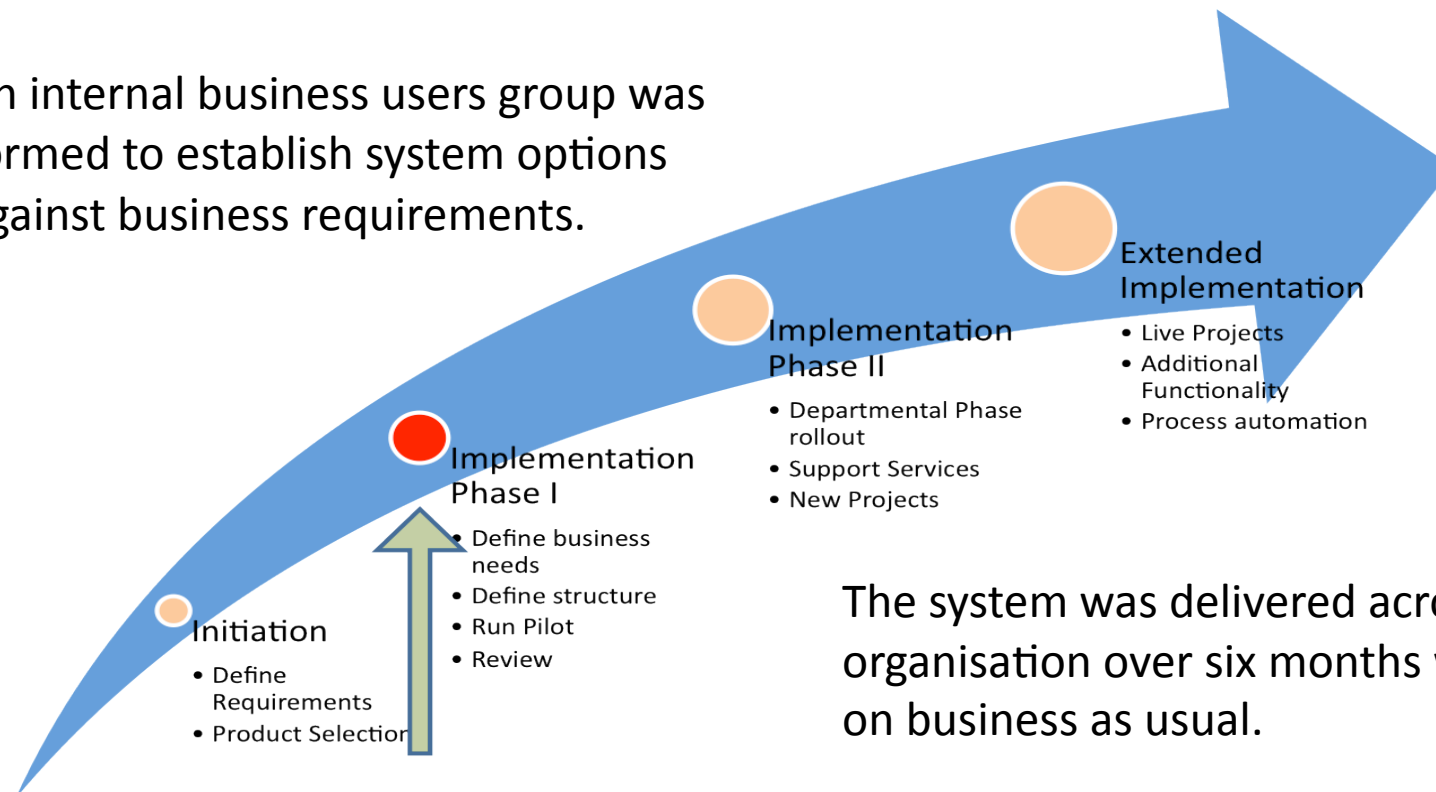 n internal business users group was
ormed to establish system options
gainst business requirements.
Extended
Implementation
• Live Projects
• Additional
Functionality
• Process automation
Implementation
Phase II
• Departmental Phase
rollout
• Support Services
• New Projects
Implementation
Phase I
• Define business
needs
• Define structure
• Run Pilot
• Review
Initiation
• Define
Requirements
• Product Selection
The system was delivered acro
organisation over six months
on business as usual.